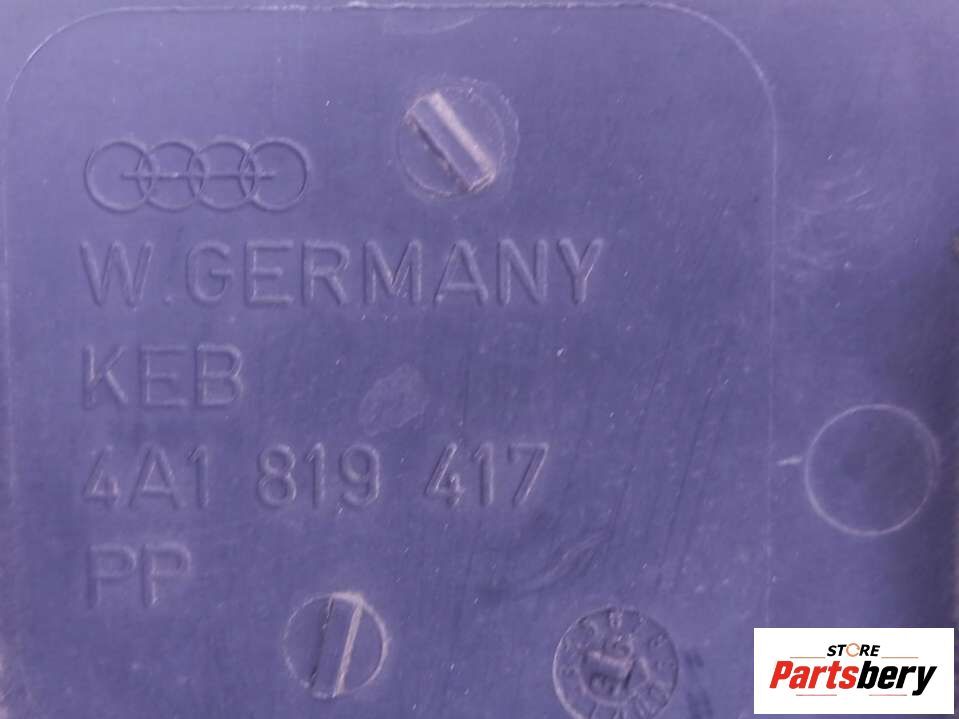 W.GERMANY
KEB
4A1 819 417
PP
STORE
Partsbery